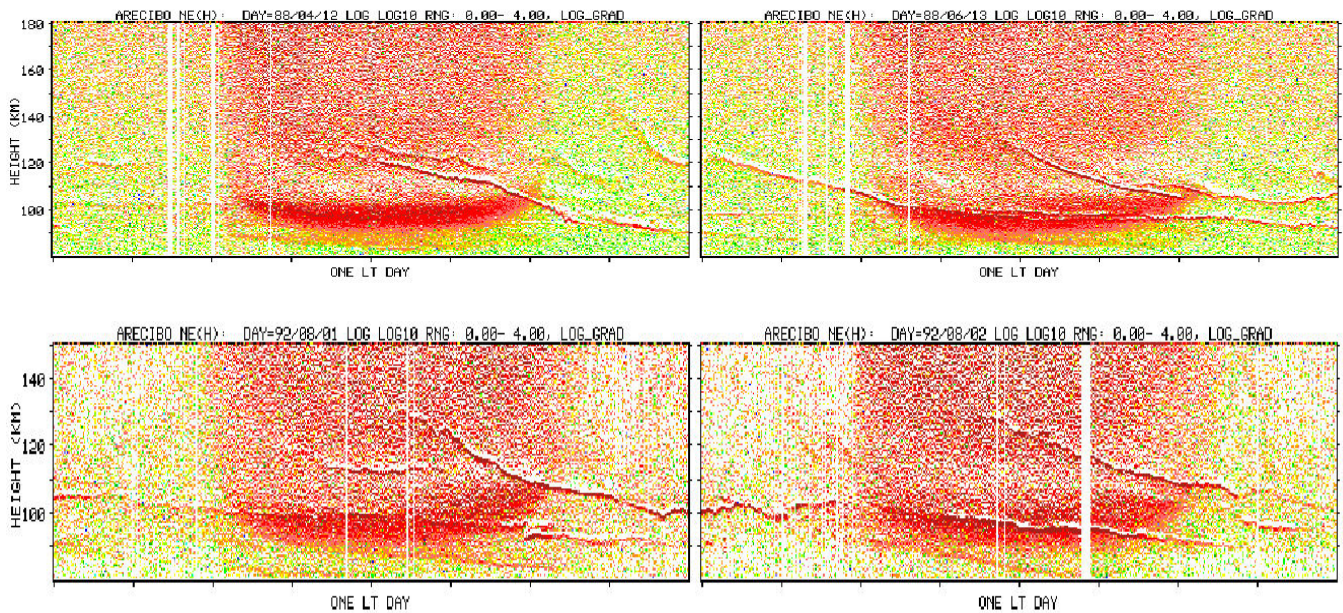 ARECIBO NE(H): DAY=88/04/12 LOG LOG10 RNG: 0.00- 4.00, LOG_GRAD
180
160
140
120
100
HEIGHT (KM)
ONE LT DAY
ARECIBO NE(H): DAY=88/06/13 LOG LOG10 RNG: 0.00- 4.00, LOG_GRAD
ONE LT DAY
ARECIBO NE(H): DAY=92/08/01 LOG LOG10 RNG: 0.00- 4.00, LOG_GRAD
140
120
100
HEIGHT (KM)
ONE LT DAY
ARECIBO NE(H): DAY=92/08/02 LOG LOG10 RNG: 0.00- 4.00, LOG_GRAD
ONE LT DAY